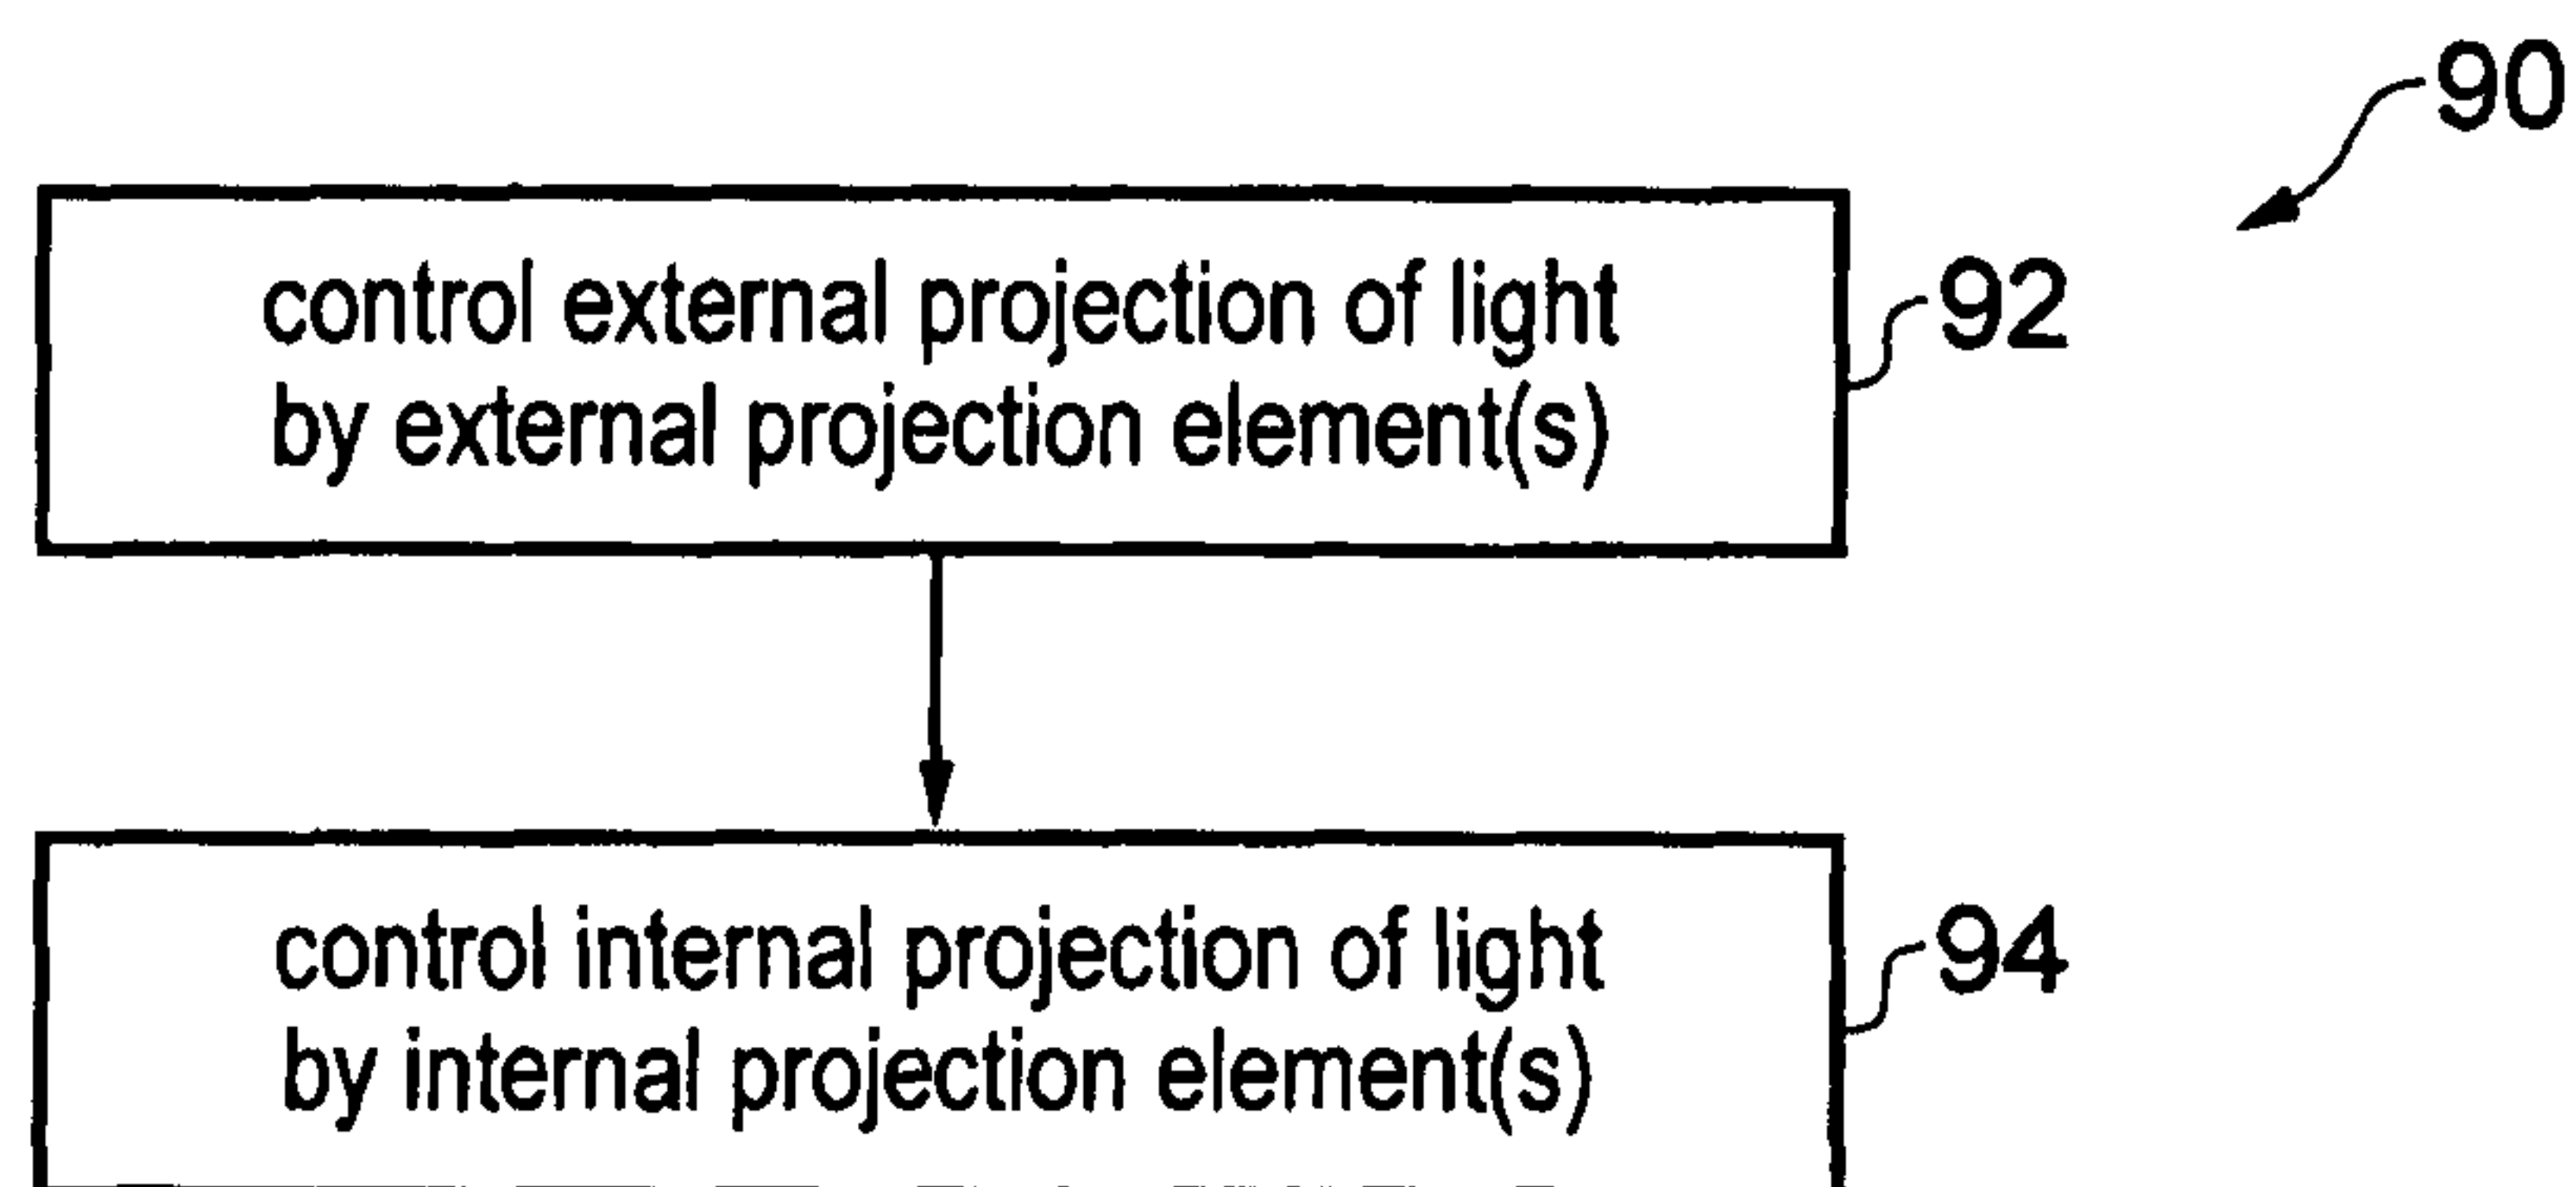 90
control external projection of light
by external projection element(s)
92
control internal projection of light
by internal projection element(s)
94